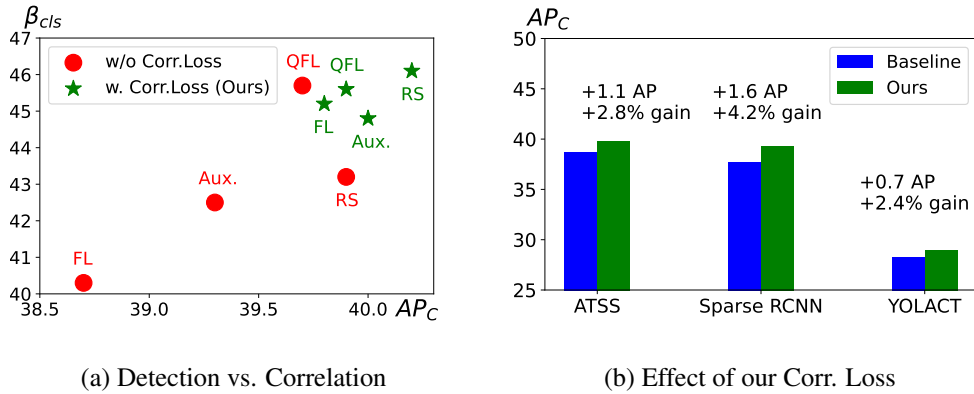 β_cls
47
46
45
44
43
42
41
40
38.5
39.0
39.5
40.0
AP_C
w/o Corr.Loss
w. Corr.Loss (Ours)
QFL
QFL
RS
FL
Aux.
RS
Aux.
FL
(a) Detection vs. Correlation
AP_C
50
45
40
35
30
25
Baseline
Ours
+1.1 AP
+2.8% gain
+1.6 AP
+4.2% gain
+0.7 AP
+2.4% gain
ATSS
Sparse RCNN
YOLACT
(b) Effect of our Corr. Loss